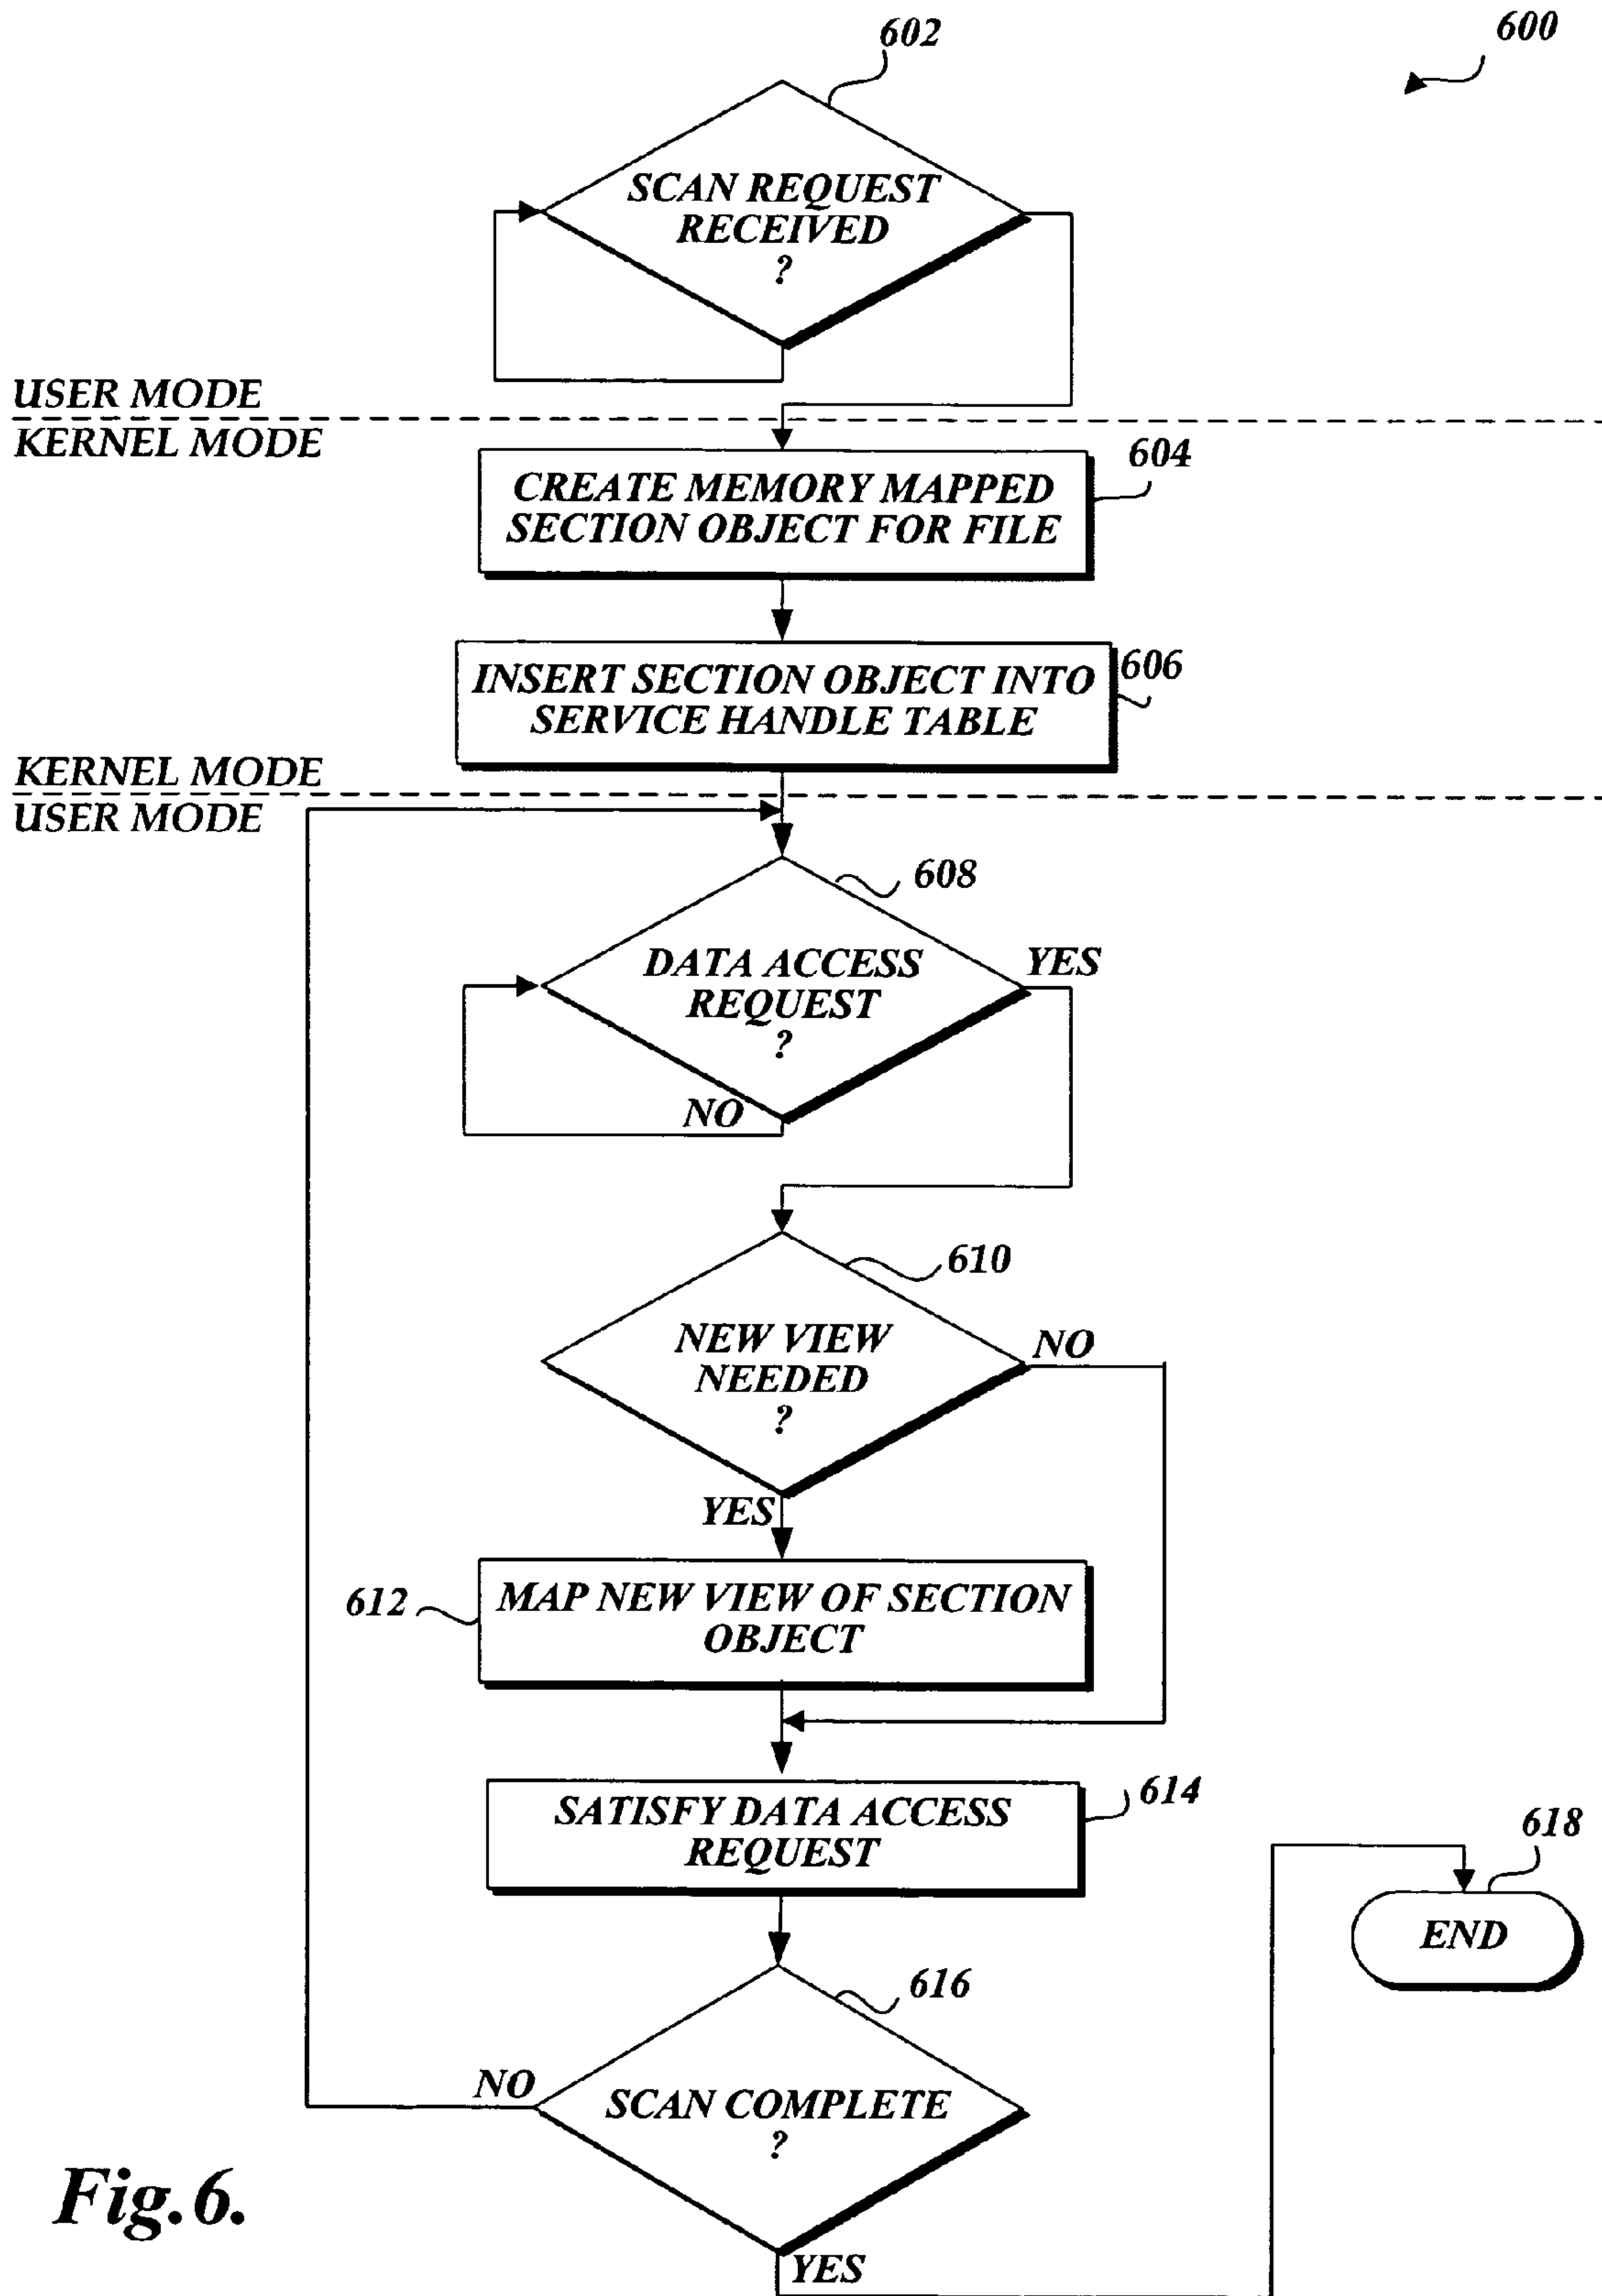 602
600
SCAN REQUEST
RECEIVED
?
USER MODE
KERNEL MODE
604
CREATE MEMORY MAPPED
SECTION OBJECT FOR FILE
606
INSERT SECTION OBJECT INTO
SERVICE HANDLE TABLE
KERNEL MODE
USER MODE
608
DATA ACCESS
REQUEST
?
YES
NO
610
NEW VIEW
NEEDED
?
NO
YES
612
MAP NEW VIEW OF SECTION
OBJECT
614
SATISFY DATA ACCESS
REQUEST
618
END
616
NO
SCAN COMPLETE
?
YES
Fig.6.